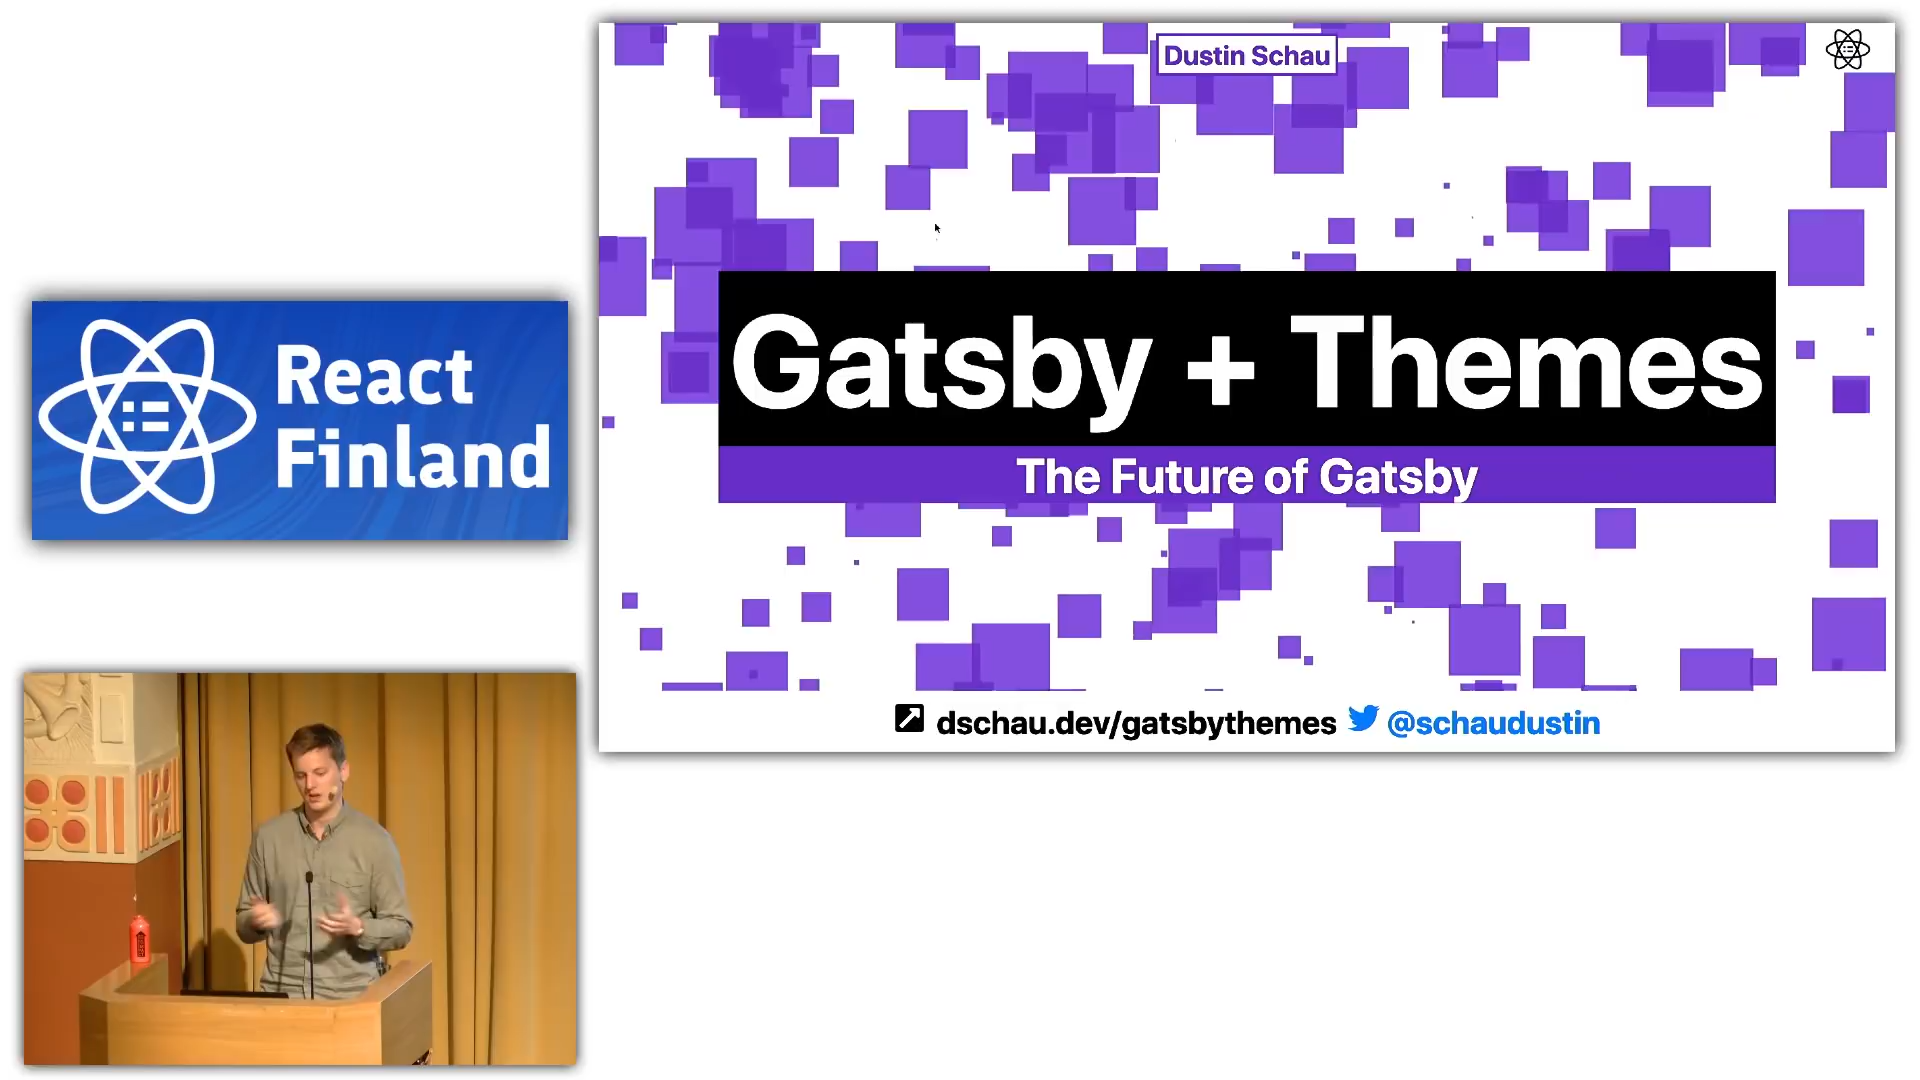 React
Finland
Dustin Schau
Gatsby + Themes
The Future of Gatsby
dschau.dev/gatsbythemes @schaudustin